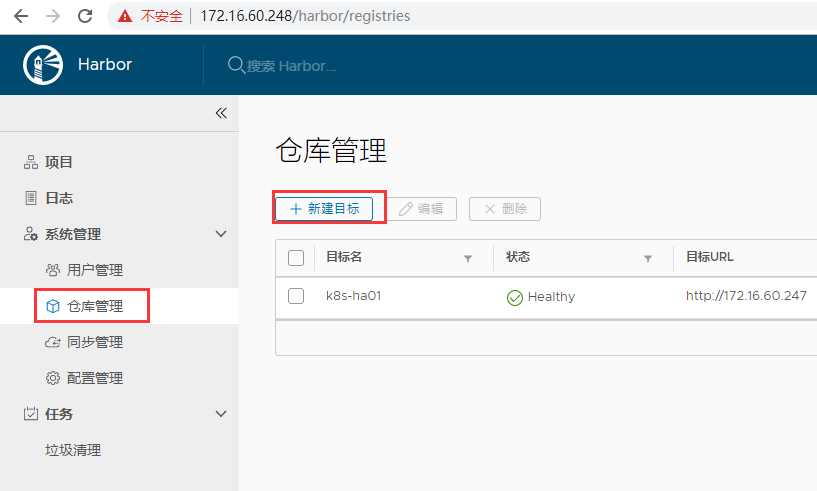 不安全 172.16.60.248/harbor/registries
Harbor 搜索 Harbor...
项目
日志
系统管理
用户管理
仓库管理
同步管理
配置管理
任务
垃圾清理
仓库管理
新建目标 编辑 删除
目标名 状态 目标URL
k8s-ha01 Healthy http://172.16.60.247